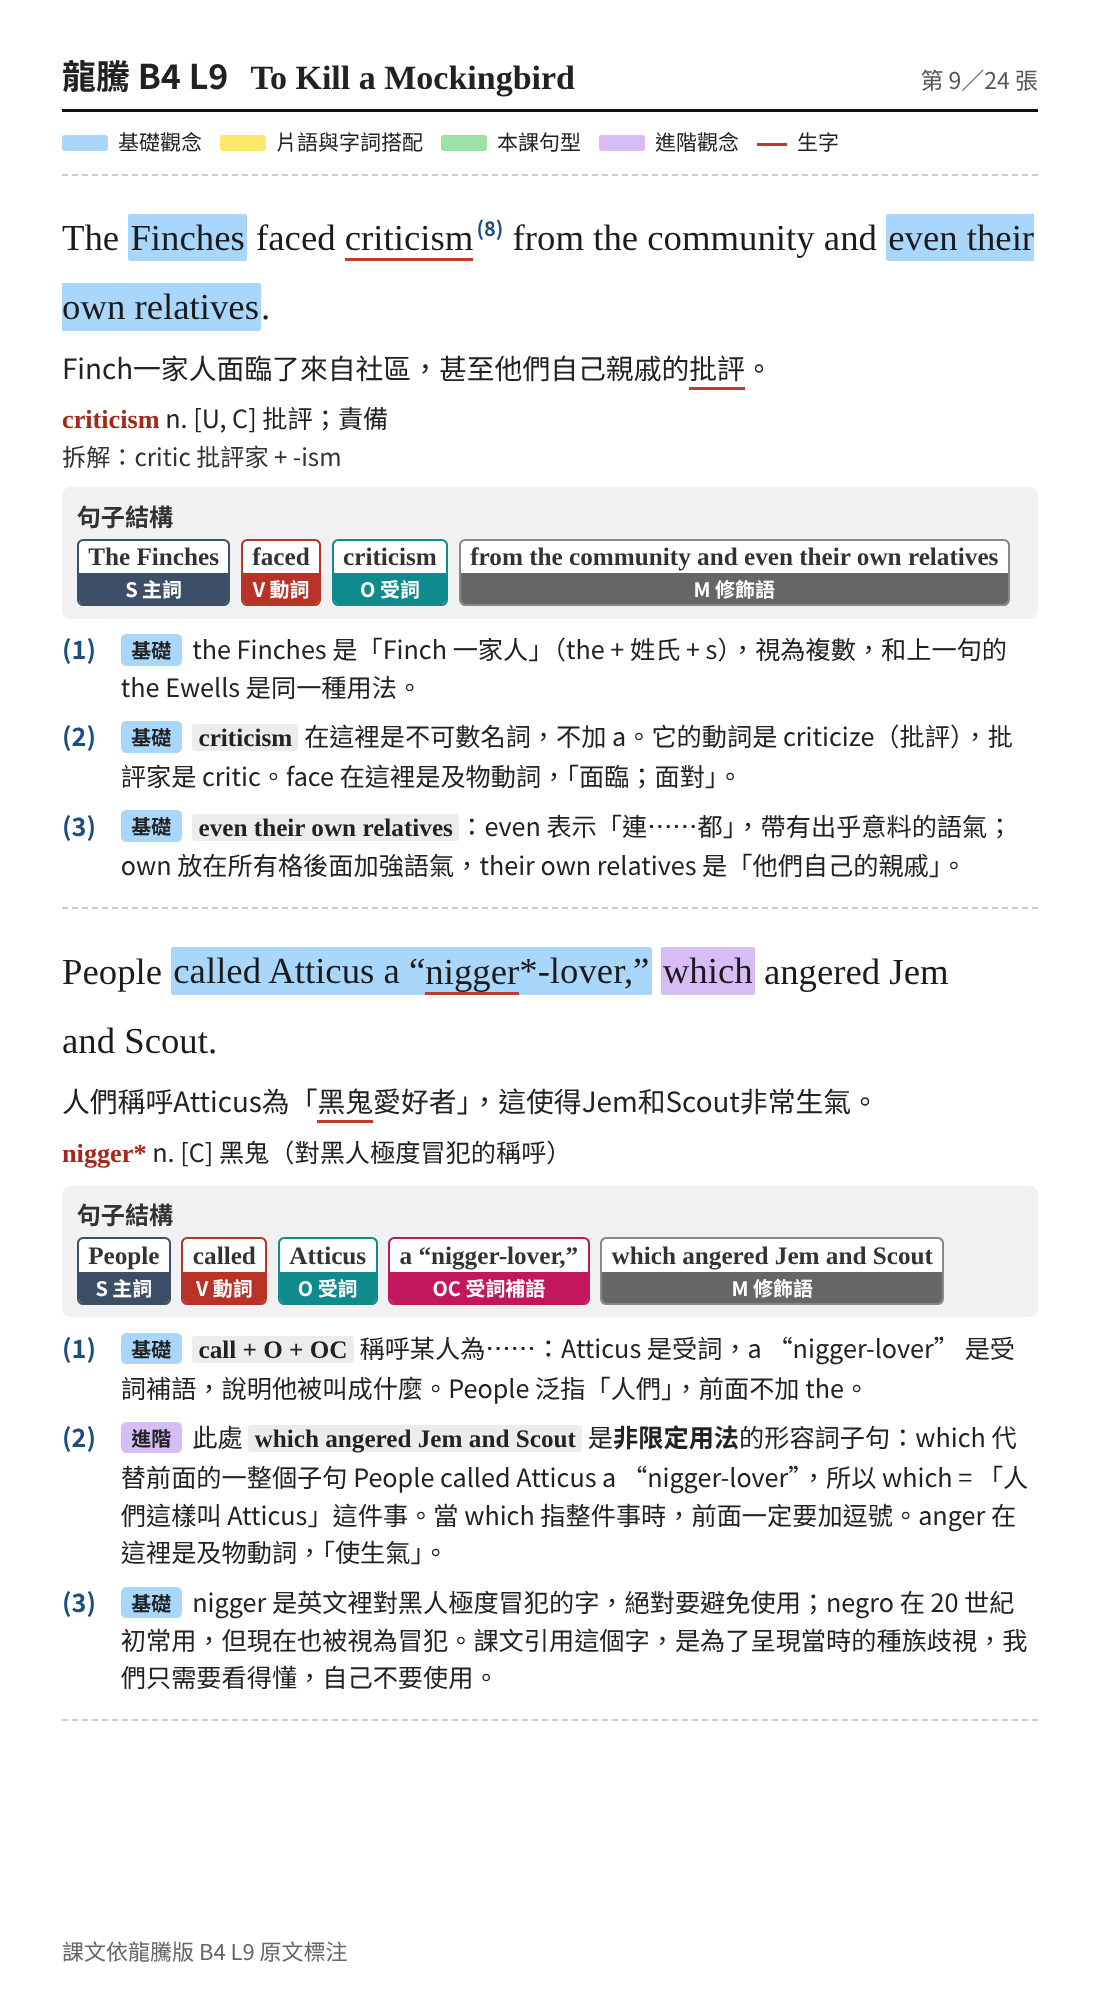 龍騰 B4 L9 To Kill a Mockingbird
第 9／24 張
基礎觀念 片語與字詞搭配 本課句型 進階觀念 生字
The Finches faced criticism(8) from the community and even their
own relatives.
Finch一家人面臨了來自社區，甚至他們自己親戚的批評。
criticism n. [U, C] 批評；責備
拆解：critic 批評家 + -ism
句子結構
The Finches faced criticism from the community and even their own relatives
S 主詞 V 動詞 O 受詞 M 修飾語
(1) 基礎 the Finches 是「Finch 一家人」（the + 姓氏 + s），視為複數，和上一句的
the Ewells 是同一種用法。
(2) 基礎 criticism 在這裡是不可數名詞，不加 a。它的動詞是 criticize（批評），批
評家是 critic。face 在這裡是及物動詞，「面臨；面對」。
(3) 基礎 even their own relatives：even 表示「連……都」，帶有出乎意料的語氣；
own 放在所有格後面加強語氣，their own relatives 是「他們自己的親戚」。
People called Atticus a “nigger*-lover,” which angered Jem
and Scout.
人們稱呼Atticus為「黑鬼愛好者」，這使得Jem和Scout非常生氣。
nigger* n. [C] 黑鬼（對黑人極度冒犯的稱呼）
句子結構
People called Atticus a “nigger-lover,” which angered Jem and Scout
S 主詞 V 動詞 O 受詞 OC 受詞補語 M 修飾語
(1) 基礎 call + O + OC 稱呼某人為……：Atticus 是受詞，a “nigger-lover” 是受
詞補語，說明他被叫成什麼。People 泛指「人們」，前面不加 the。
(2) 進階 此處 which angered Jem and Scout 是非限定用法的形容詞子句：which 代
替前面的一整個子句 People called Atticus a “nigger-lover”，所以 which = 「人
們這樣叫 Atticus」這件事。當 which 指整件事時，前面一定要加逗號。anger 在
這裡是及物動詞，「使生氣」。
(3) 基礎 nigger 是英文裡對黑人極度冒犯的字，絕對要避免使用；negro 在 20 世紀
初常用，但現在也被視為冒犯。課文引用這個字，是為了呈現當時的種族歧視，我
們只需要看得懂，自己不要使用。
課文依龍騰版 B4 L9 原文標注